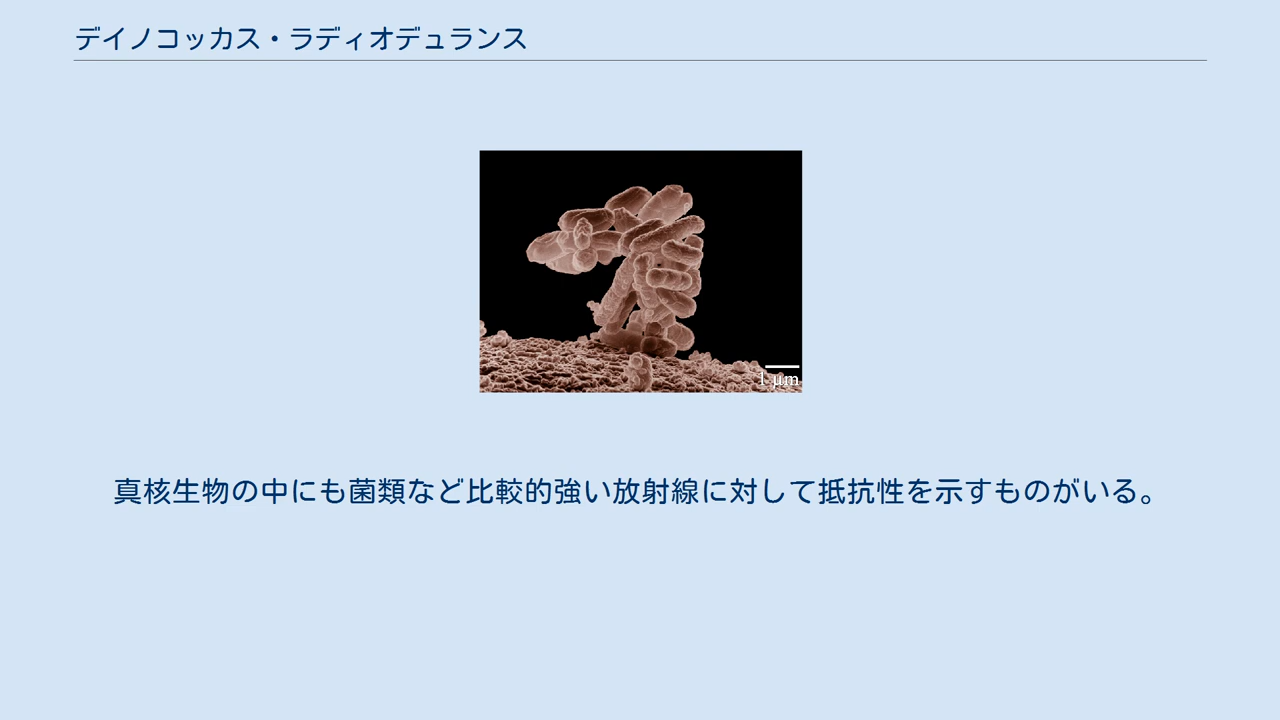 デイノコッカス・ラディオデュランス
1 μm
真核生物の中にも菌類など比較的強い放射線に対して抵抗性を示すものがいる。